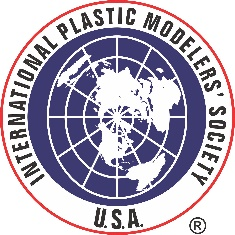 INTERNATIONAL PLASTIC MODELERS' SOCIETY
U.S.A.
®